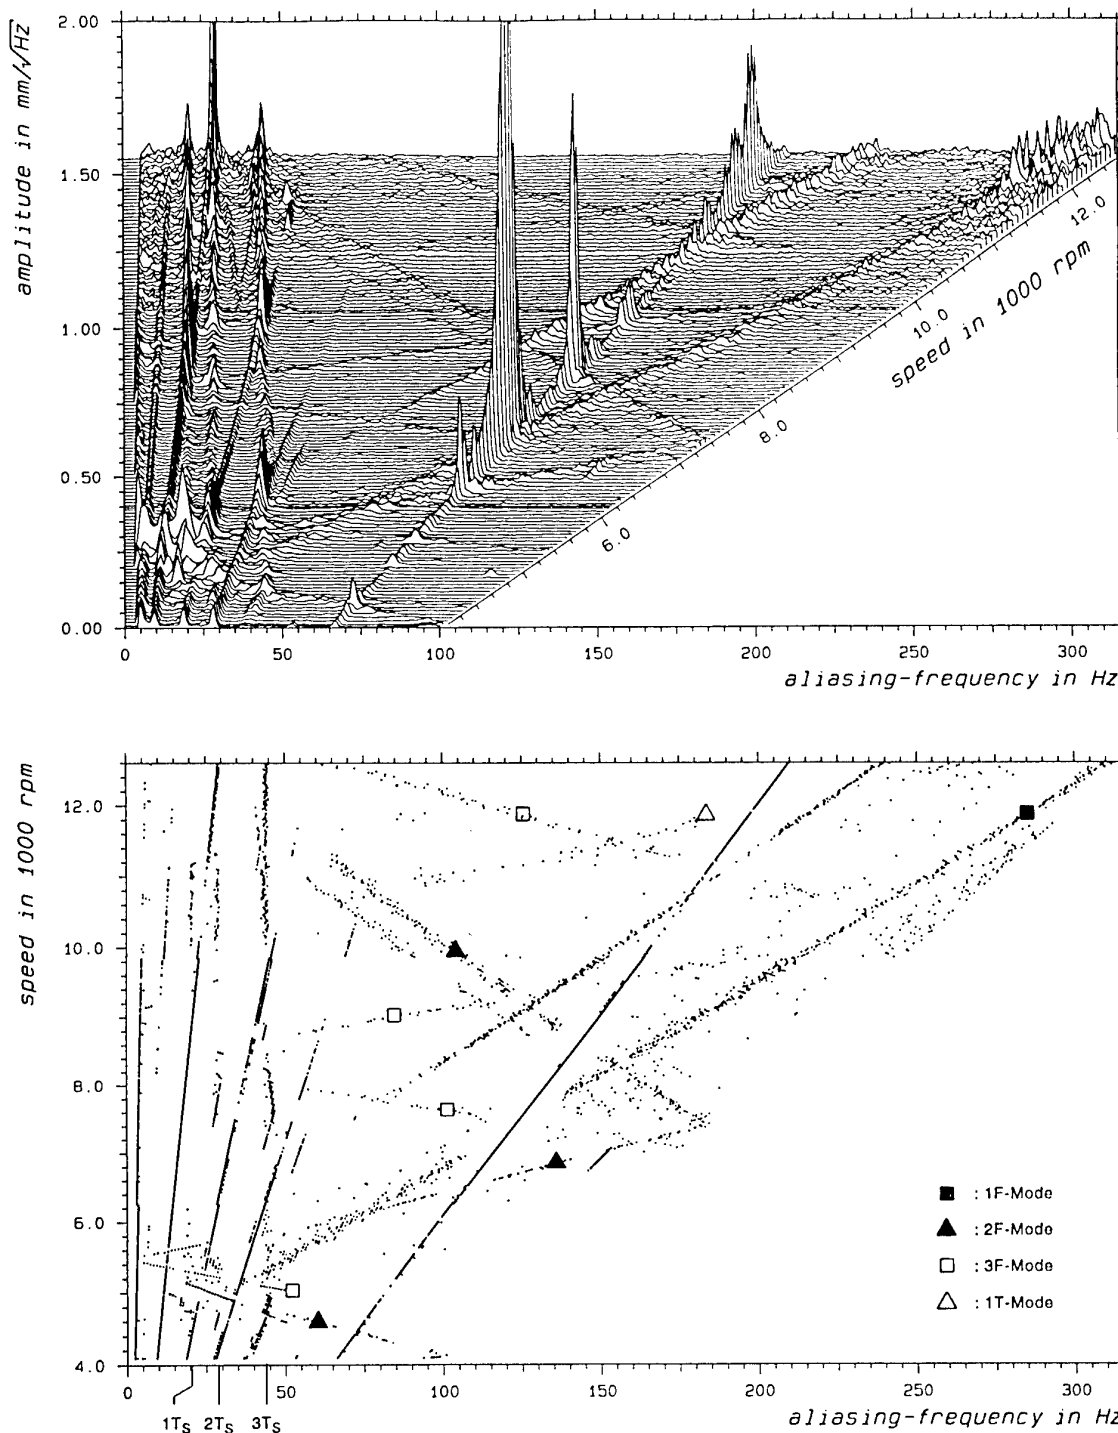 amplitude in mm/√Hz
2.00
1.50
1.00
0.50
0.00
0 50 100 150 200 250 300
aliasing-frequency in Hz
6.0
8.0
10.0
12.0
speed in 1000 rpm
speed in 1000 rpm
12.0
10.0
8.0
6.0
4.0
■ : 1F-Mode
▲ : 2F-Mode
□ : 3F-Mode
△ : 1T-Mode
0 50 100 150 200 250 300
1Ts 2Ts 3Ts
aliasing-frequency in Hz